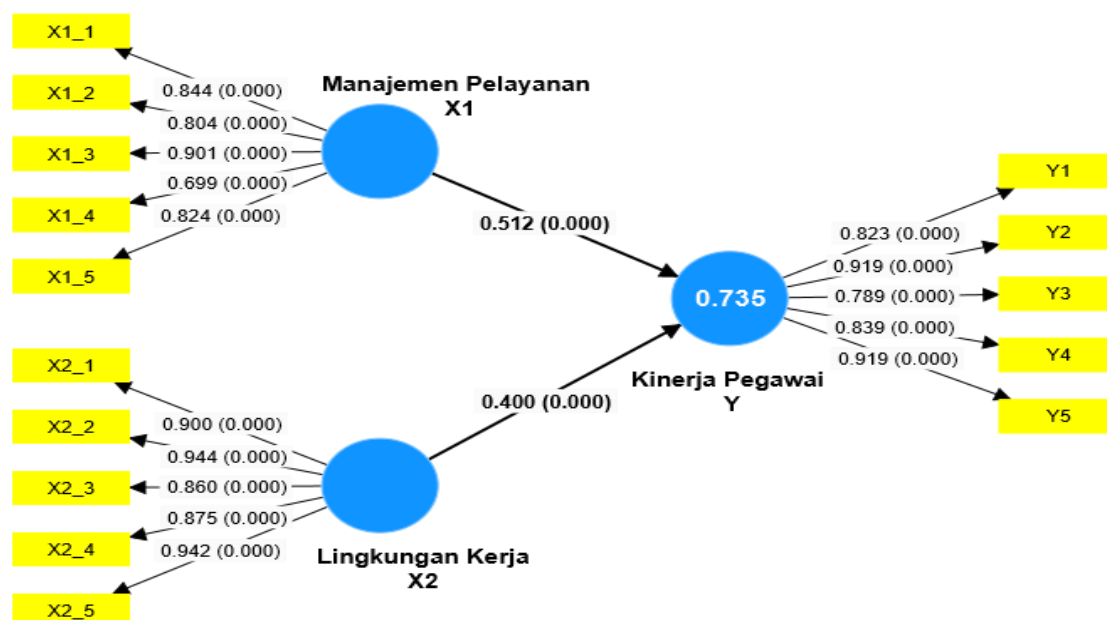 X1_1
X1_2
X1_3
X1_4
X1_5
0.844 (0.000)
0.804 (0.000)
0.901 (0.000)
0.699 (0.000)
0.824 (0.000)
Manajemen Pelayanan
X1
0.512 (0.000)
X2_1
X2_2
X2_3
X2_4
X2_5
0.900 (0.000)
0.944 (0.000)
0.860 (0.000)
0.875 (0.000)
0.942 (0.000)
Lingkungan Kerja
X2
0.400 (0.000)
0.735
Kinerja Pegawai
Y
0.823 (0.000)
0.919 (0.000)
0.789 (0.000)
0.839 (0.000)
0.919 (0.000)
Y1
Y2
Y3
Y4
Y5